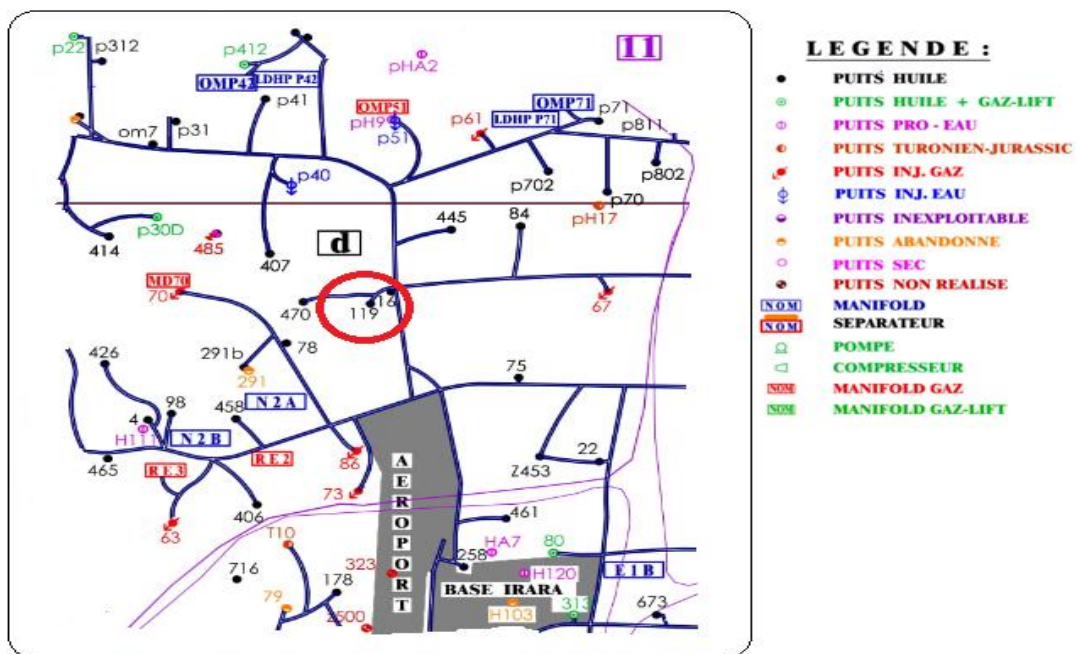 11
LEGENDE :
p22
p312
p412
pHA2
OMP42
LDHP P42
p41
OMP51
pH9
p51
p61
OMP71
LDHP P71
p71
p811
om7
p31
p40
p702
p802
p70
pH17
414
p30D
485
407
d
445
84
MD70
70
470
119
16
67
426
291b
291
78
N 2 A
75
98
4
H111
N 2 B
458
465
R E 3
R E 2
86
73
63
406
Z453
22
461
AEROPORT
T10
716
79
178
323
z500
258
HA7
80
H120
BASE IRARA
H103
313
E 1 B
673
PUITS HUILE
PUITS HUILE + GAZ-LIFT
PUITS PRO - EAU
PUITS TURONIEN-JURASSIC
PUITS INJ. GAZ
PUITS INJ. EAU
PUITS INEXPLOITABLE
PUITS ABANDONNE
PUITS SEC
PUITS NON REALISE
NOM MANIFOLD
NOM SEPARATEUR
POMPE
COMPRESSEUR
NOM MANIFOLD GAZ
NOM MANIFOLD GAZ-LIFT